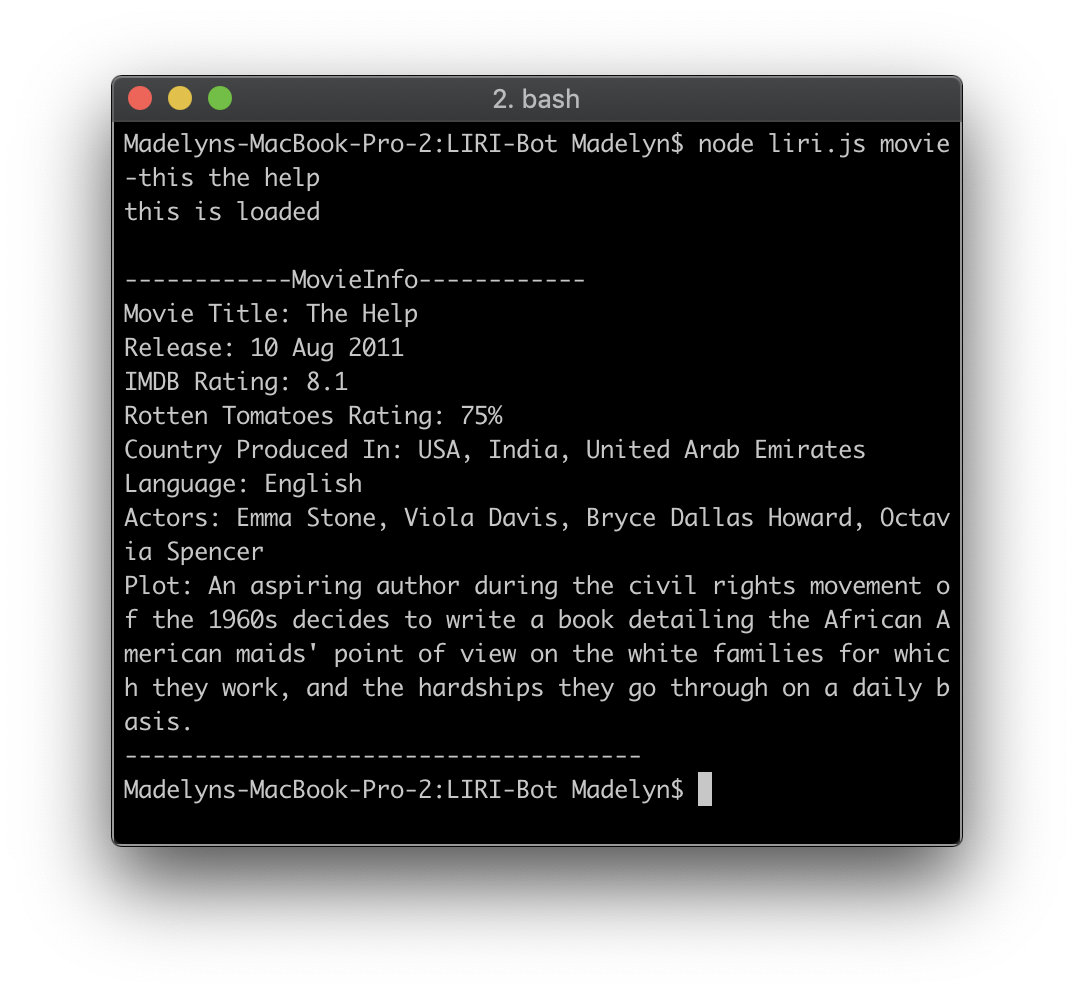 2. bash
Madelyns-MacBook-Pro-2:LIRI-Bot Madelyn$ node liri.js movie
-this the help
this is loaded
------------MovieInfo------------
Movie Title: The Help
Release: 10 Aug 2011
IMDB Rating: 8.1
Rotten Tomatoes Rating: 75%
Country Produced In: USA, India, United Arab Emirates
Language: English
Actors: Emma Stone, Viola Davis, Bryce Dallas Howard, Octav
ia Spencer
Plot: An aspiring author during the civil rights movement o
f the 1960s decides to write a book detailing the African A
merican maids' point of view on the white families for whic
h they work, and the hardships they go through on a daily b
asis.
-------------------------------------
Madelyns-MacBook-Pro-2:LIRI-Bot Madelyn$